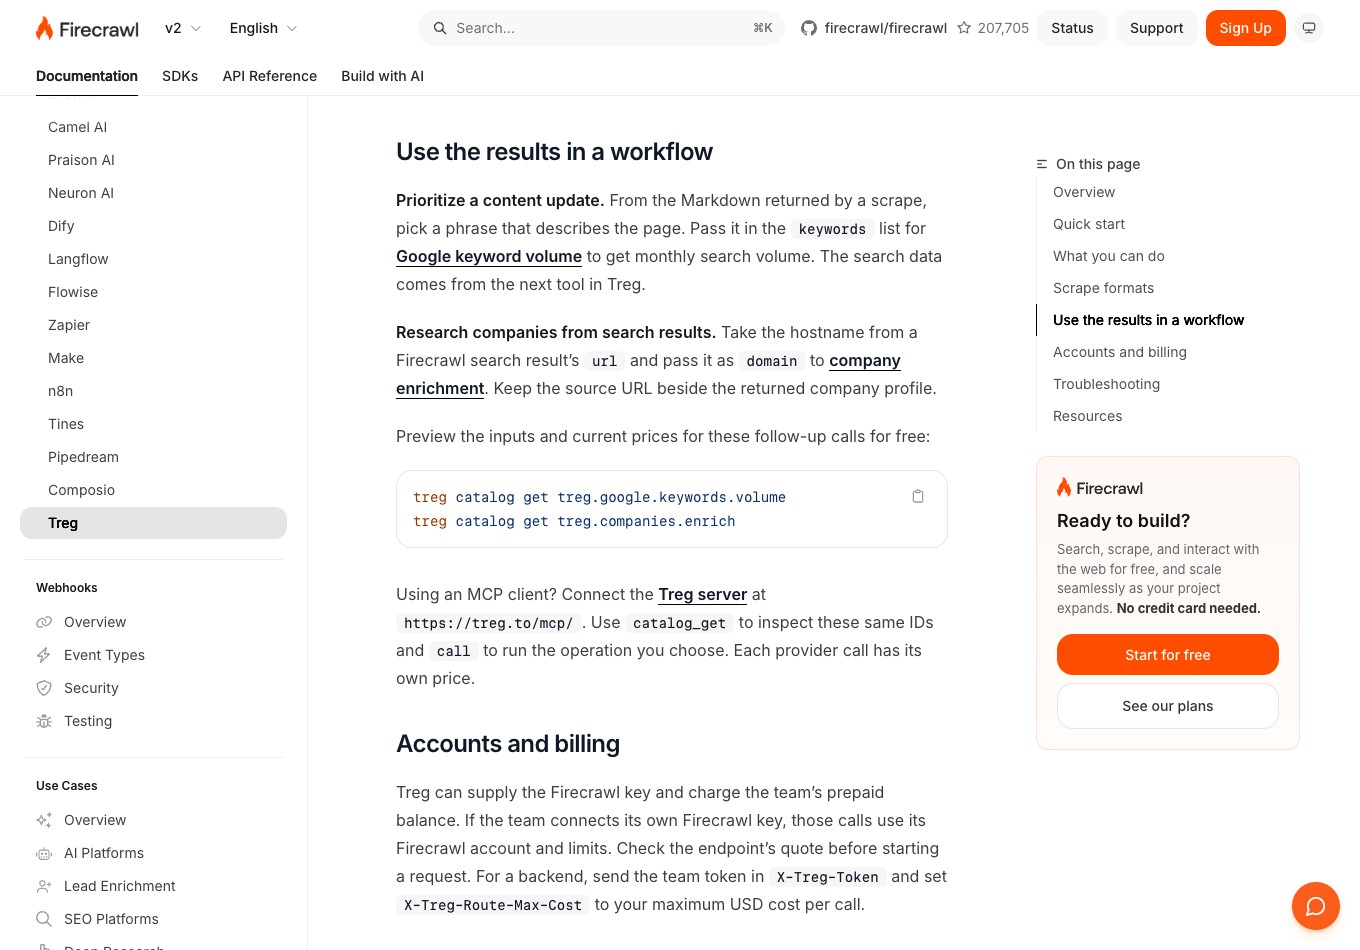 Firecrawl
v2
English
Search...
⌘K
firecrawl/firecrawl
207,705
Status
Support
Sign Up
Documentation
SDKs
API Reference
Build with AI
Camel AI
Praison AI
Neuron AI
Dify
Langflow
Flowise
Zapier
Make
n8n
Tines
Pipedream
Composio
Treg
Webhooks
Overview
Event Types
Security
Testing
Use Cases
Overview
AI Platforms
Lead Enrichment
SEO Platforms
Deep Research
Use the results in a workflow
Prioritize a content update. From the Markdown returned by a scrape,
pick a phrase that describes the page. Pass it in the keywords list for
Google keyword volume to get monthly search volume. The search data
comes from the next tool in Treg.
Research companies from search results. Take the hostname from a
Firecrawl search result’s url and pass it as domain to company
enrichment. Keep the source URL beside the returned company profile.
Preview the inputs and current prices for these follow-up calls for free:
treg catalog get treg.google.keywords.volume
treg catalog get treg.companies.enrich
Using an MCP client? Connect the Treg server at
https://treg.to/mcp/ . Use catalog_get to inspect these same IDs
and call to run the operation you choose. Each provider call has its
own price.
Accounts and billing
Treg can supply the Firecrawl key and charge the team’s prepaid
balance. If the team connects its own Firecrawl key, those calls use its
Firecrawl account and limits. Check the endpoint’s quote before starting
a request. For a backend, send the team token in X-Treg-Token and set
X-Treg-Route-Max-Cost to your maximum USD cost per call.
On this page
Overview
Quick start
What you can do
Scrape formats
Use the results in a workflow
Accounts and billing
Troubleshooting
Resources
Firecrawl
Ready to build?
Search, scrape, and interact with
the web for free, and scale
seamlessly as your project
expands. No credit card needed.
Start for free
See our plans